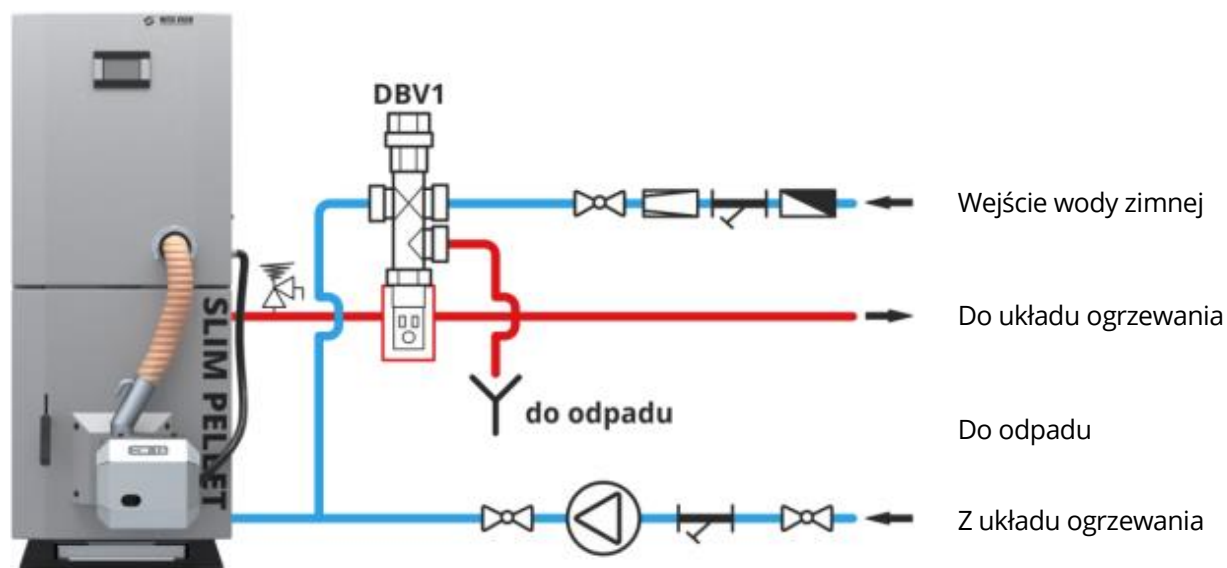 DBV1
Wejście wody zimnej
Do układu ogrzewania
SLIM PELLET
do odpadu
Do odpadu
Z układu ogrzewania